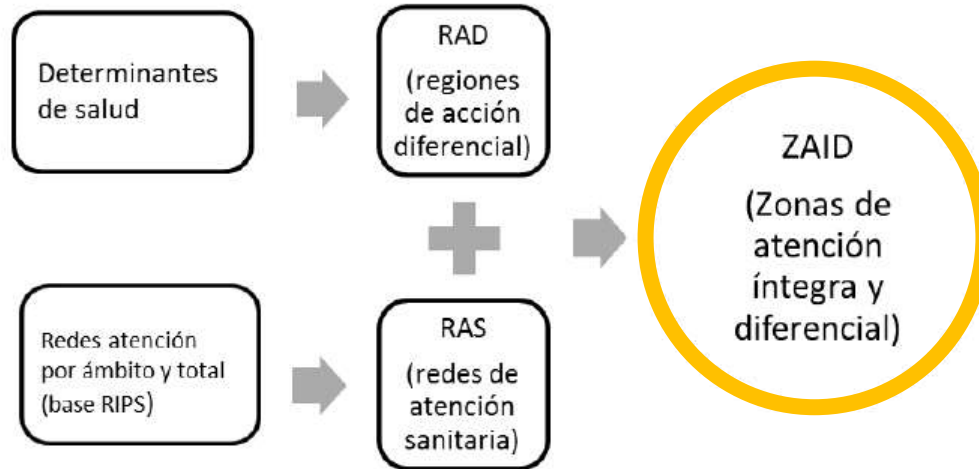 Determinantes
de salud
RAD
(regiones
de acción
diferencial)
Redes atención
por ámbito y total
(base RIPS)
RAS
(redes de
atención
sanitaria)
ZAID
(Zonas de
atención
íntegra y
diferencial)